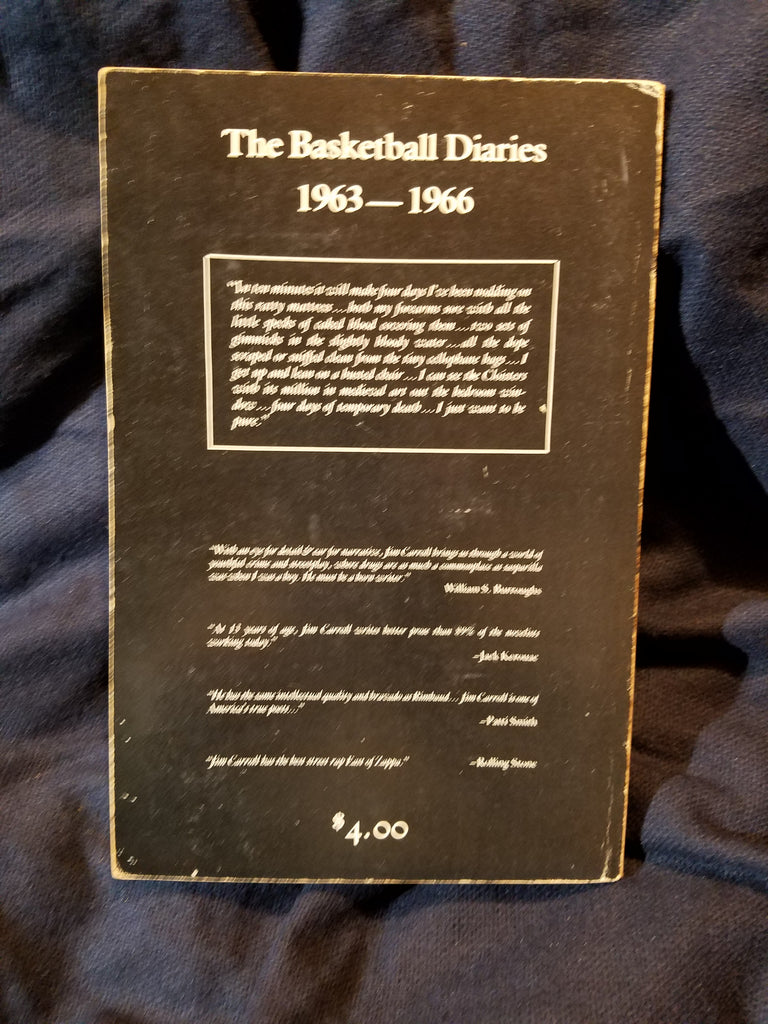 The Basketball Diaries
1963—1966
"In ten minutes it will make four days I've been nodding on
this ratty mattress...both my forearms sore with all the
little specks of caked blood covering them...two sets of
gimmicks in the slightly bloody water...all the dope
scraped or sniffed clean from the tiny cellophane bags...I
get up and lean on a busted chair...I can see the Cloisters
with its million in medieval art out the bedroom win-
dow...four days of temporary death...I just want to be
pure."
"With an eye for detail & ear for narrative, Jim Carroll brings us through a world of
youthful crime and streetplay, where drugs are as much a commonplace as sarparilla
was when I was a boy. He must be a born writer."
William S. Burroughs
"At 13 years of age, Jim Carroll writes better prose than 89% of the novelists
working today."
—Jack Kerouac
"He has the same intellectual quality and bravado as Rimbaud... Jim Carroll is one of
America's true poets..."
—Patti Smith
"Jim Carroll has the best street rap East of Zappa." —Rolling Stone
$4.00